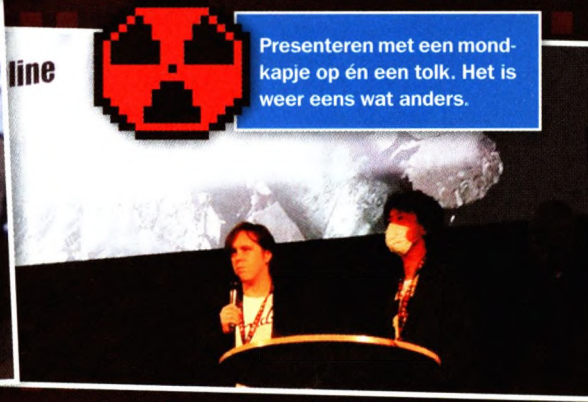 line
Presenteren met een mond-
kapje op én een tolk. Het is
weer eens wat anders.